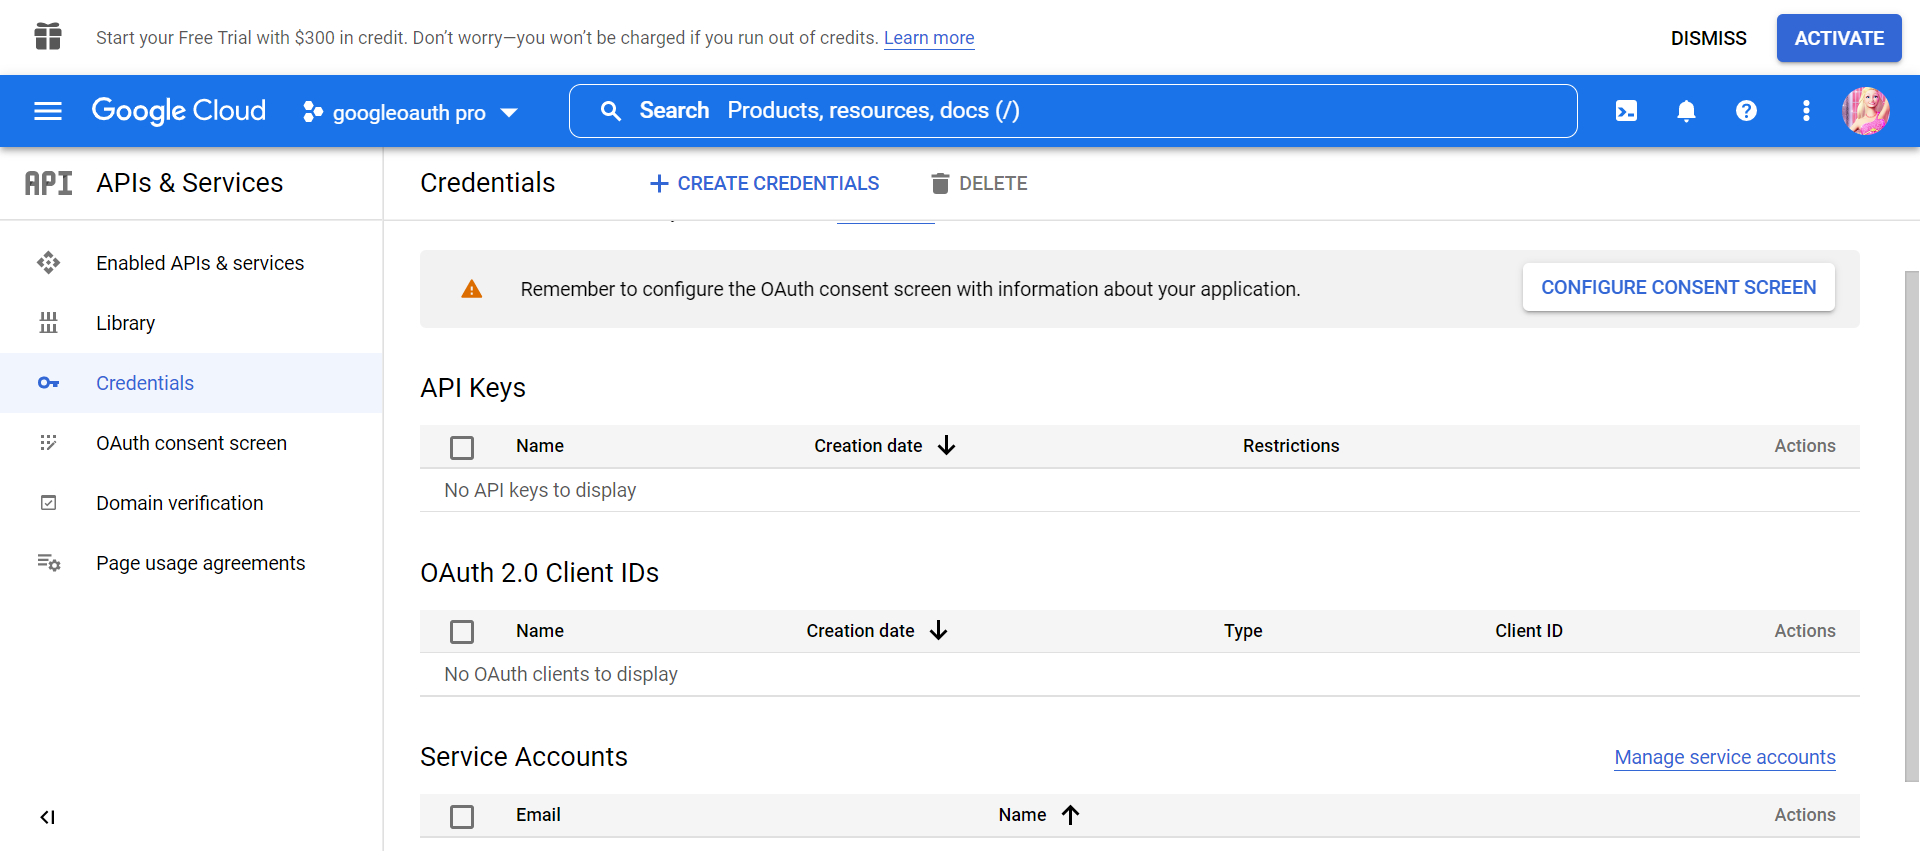 Start your Free Trial with $300 in credit. Don’t worry—you won’t be charged if you run out of credits. Learn more
DISMISS
ACTIVATE
Google Cloud
googleoauth pro
Search Products, resources, docs (/)
API APIs & Services
Credentials
CREATE CREDENTIALS
DELETE
Enabled APIs & services
Library
Credentials
OAuth consent screen
Domain verification
Page usage agreements
Remember to configure the OAuth consent screen with information about your application.
CONFIGURE CONSENT SCREEN
API Keys
Name Creation date Restrictions Actions
No API keys to display
OAuth 2.0 Client IDs
Name Creation date Type Client ID Actions
No OAuth clients to display
Service Accounts
Manage service accounts
Email Name Actions